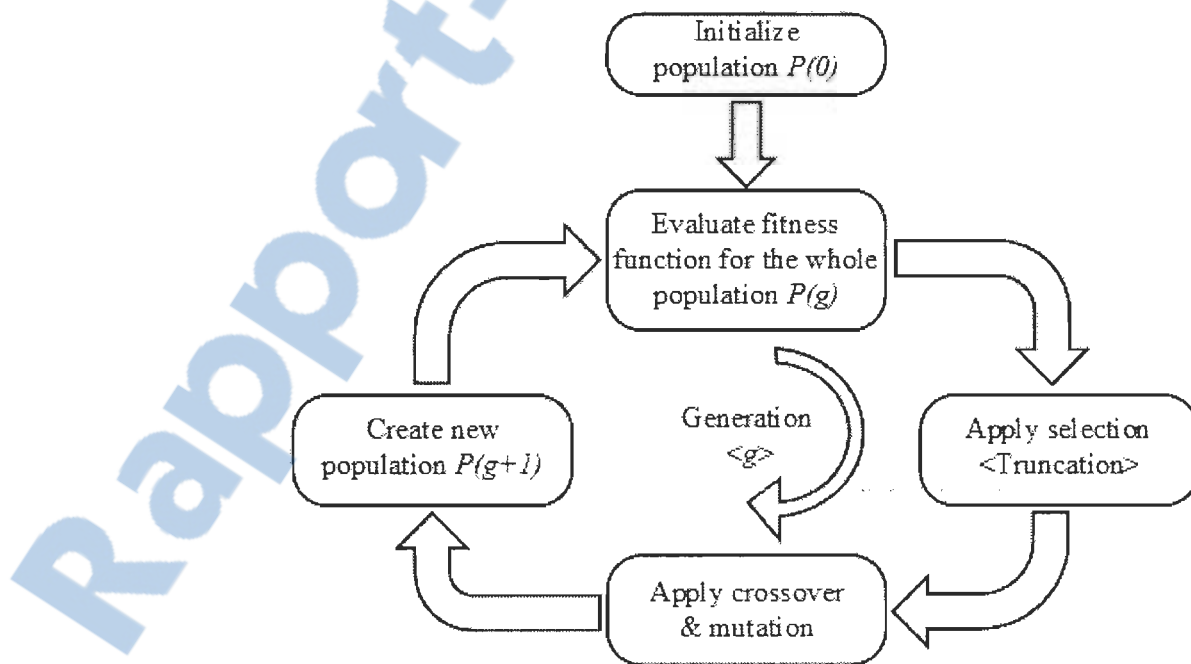 Initialize
population P(0)
Evaluate fitness
function for the whole
population P(g)
Apply selection
<Truncation>
Generation
<g>
Apply crossover
& mutation
Create new
population P(g+1)
Rapport-